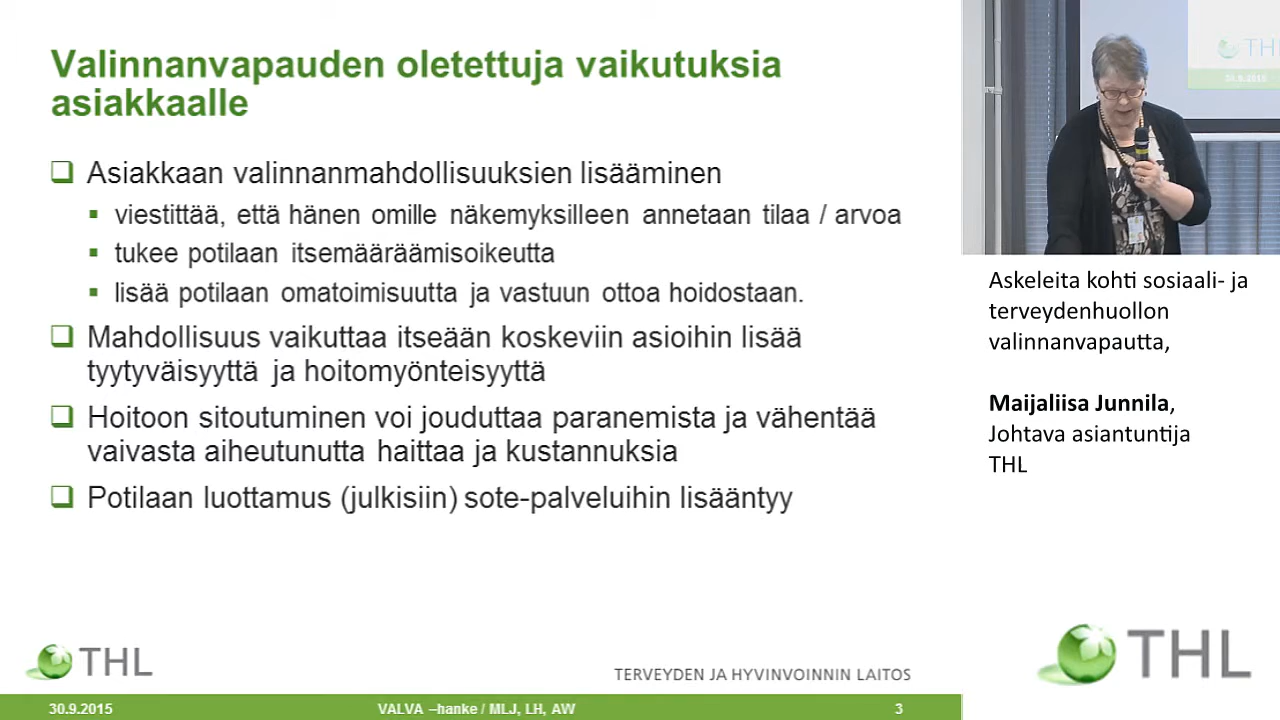 Valinnanvapauden oletettuja vaikutuksia
asiakkaalle
Asiakkaan valinnanmahdollisuuksien lisääminen
viestittää, että hänen omille näkemyksilleen annetaan tilaa / arvoa
tukee potilaan itsemääräämisoikeutta
lisää potilaan omatoimisuutta ja vastuun ottoa hoidostaan.
Mahdollisuus vaikuttaa itseään koskeviin asioihin lisää
tyytyväisyyttä ja hoitomyönteisyyttä
Hoitoon sitoutuminen voi jouduttaa paranemista ja vähentää
vaivasta aiheutunutta haittaa ja kustannuksia
Potilaan luottamus (julkisiin) sote-palveluihin lisääntyy
THL
TERVEYDEN JA HYVINVOINNIN LAITOS
30.9.2015 VALVA –hanke / MLJ, LH, AW 3
TH
30.9.2015
Askeleita kohti sosiaali- ja
terveydenhuollon
valinnanvapautta,
Maijaliisa Junnila,
Johtava asiantuntija
THL
THL